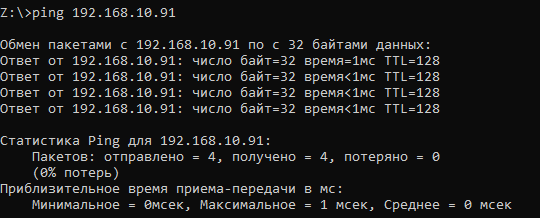 Z:\>ping 192.168.10.91
Обмен пакетами с 192.168.10.91 по с 32 байтами данных:
Ответ от 192.168.10.91: число байт=32 время=1мс TTL=128
Ответ от 192.168.10.91: число байт=32 время<1мс TTL=128
Ответ от 192.168.10.91: число байт=32 время<1мс TTL=128
Ответ от 192.168.10.91: число байт=32 время<1мс TTL=128
Статистика Ping для 192.168.10.91:
Пакетов: отправлено = 4, получено = 4, потеряно = 0
(0% потерь)
Приблизительное время приема-передачи в мс:
Минимальное = 0мсек, Максимальное = 1 мсек, Среднее = 0 мсек